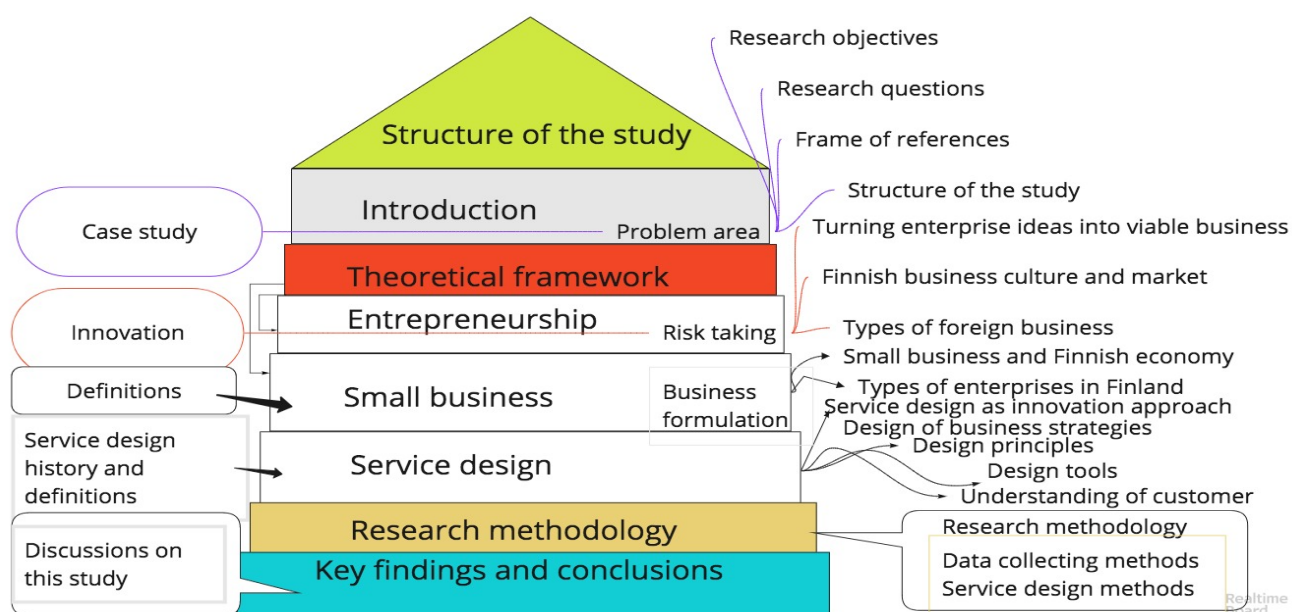 Research objectives
Research questions
Structure of the study
Frame of references
Structure of the study
Introduction
Case study
Problem area
Turning enterprise ideas into viable business
Theoretical framework
Finnish business culture and market
Entrepreneurship
Innovation
Risk taking
Types of foreign business
Small business and Finnish economy
Definitions
Small business
Business
formulation
Types of enterprises in Finland
Service design as innovation approach
Design of business strategies
Service design
history and
definitions
Service design
Design principles
Design tools
Understanding of customer
Research methodology
Research methodology
Data collecting methods
Service design methods
Discussions on
this study
Key findings and conclusions
Realtime
Board